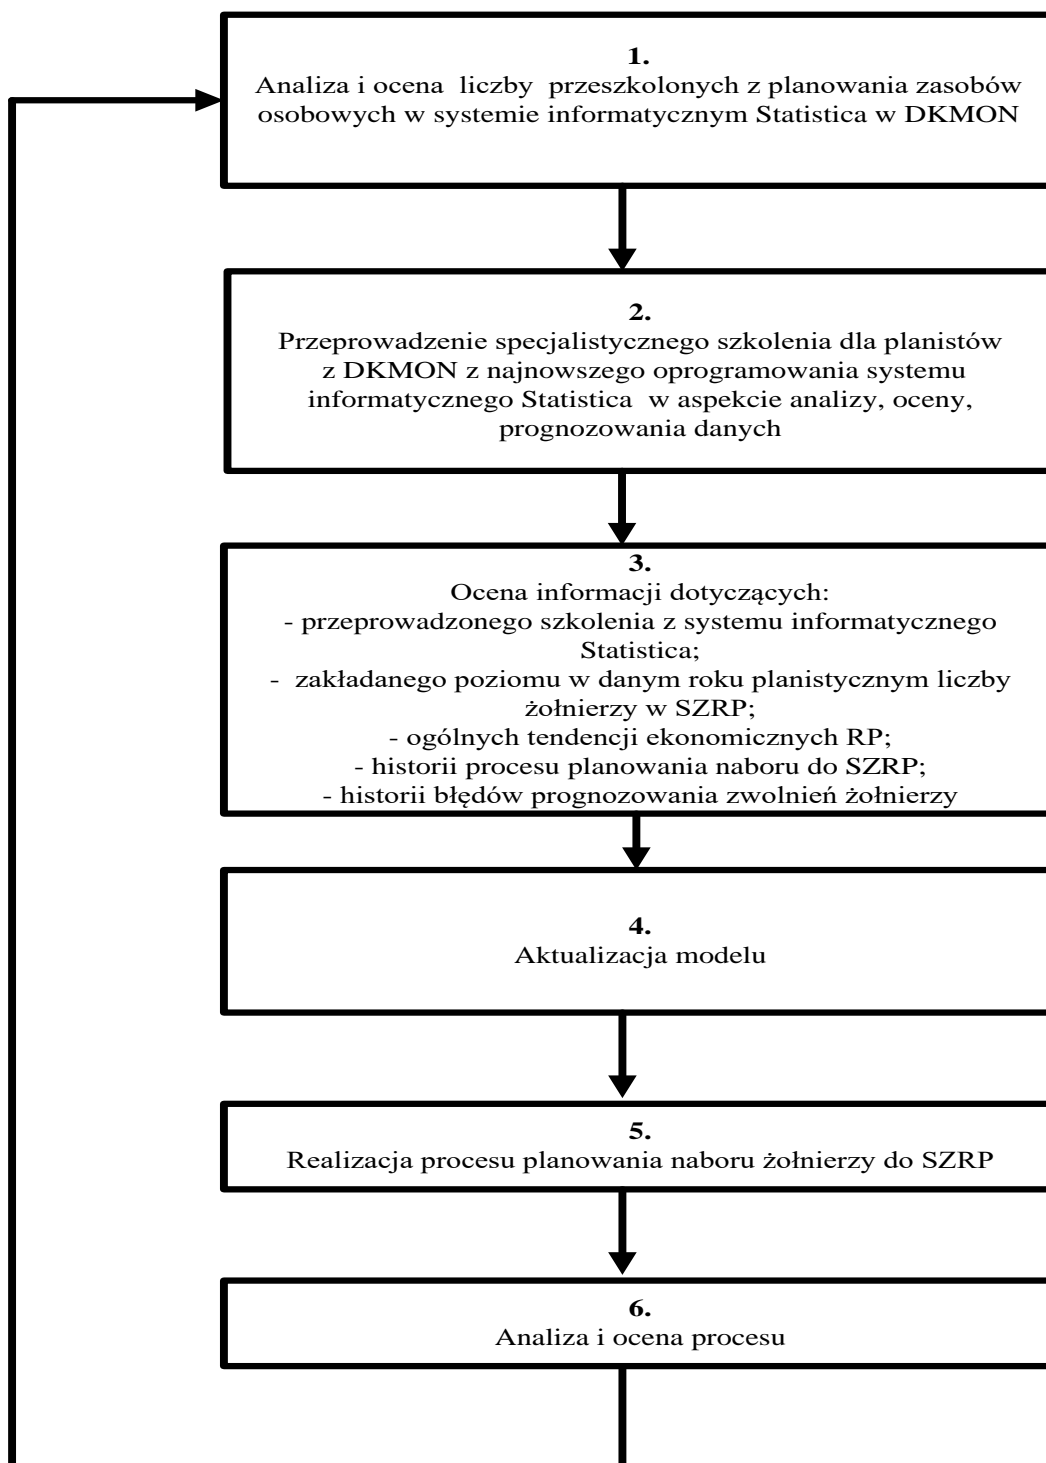 1.
Analiza i ocena liczby przeszkolonych z planowania zasobów
osobowych w systemie informatycznym Statistica w DKMON
2.
Przeprowadzenie specjalistycznego szkolenia dla planistów
z DKMON z najnowszego oprogramowania systemu
informatycznego Statistica w aspekcie analizy, oceny,
prognozowania danych
3.
Ocena informacji dotyczących:
- przeprowadzonego szkolenia z systemu informatycznego
Statistica;
- zakładanego poziomu w danym roku planistycznym liczby
żołnierzy w SZRP;
- ogólnych tendencji ekonomicznych RP;
- historii procesu planowania naboru do SZRP;
- historii błędów prognozowania zwolnień żołnierzy
4.
Aktualizacja modelu
5.
Realizacja procesu planowania naboru żołnierzy do SZRP
6.
Analiza i ocena procesu